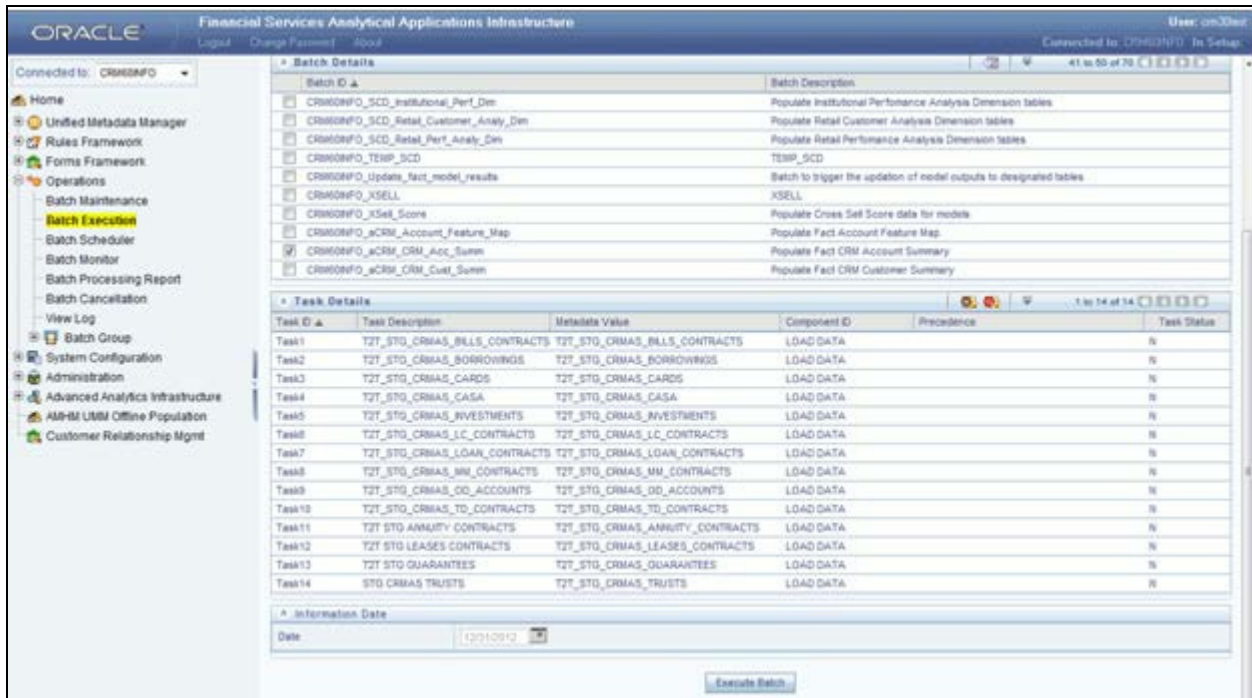 ORACLE
Financial Services Analytical Applications Infrastructure
User:
Logout Change Password About
Connected to: In Setup
Connected to: CRM60INFO
Home
Unified Metadata Manager
Rules Framework
Forms Framework
Operations
Batch Maintenance
Batch Execution
Batch Scheduler
Batch Monitor
Batch Processing Report
Batch Cancellation
View Log
Batch Group
System Configuration
Administration
Advanced Analytics Infrastructure
AMHM UMM Offline Population
Customer Relationship Mgmt
Batch Details 41 to 50 of 70
Batch ID Batch Description
CRM60INFO_SCD_Institutional_Perf_Dim Populate Institutional Perfomance Analysis Dimension tables
CRM60INFO_SCD_Retail_Customer_Analy_Dim Populate Retail Customer Analysis Dimension tables
CRM60INFO_SCD_Retail_Perf_Analy_Dim Populate Retail Perfomance Analysis Dimension tables
CRM60INFO_TEMP_SCD TEMP_SCD
CRM60INFO_Update_fact_model_results Batch to trigger the updation of model outputs to designated tables
CRM60INFO_XSELL XSELL
CRM60INFO_XSell_Score Populate Cross Sell Score data for models
CRM60INFO_aCRM_Account_Feature_Map Populate Fact Account Feature Map
CRM60INFO_aCRM_CRM_Acc_Summ Populate Fact CRM Account Summary
CRM60INFO_aCRM_CRM_Cust_Summ Populate Fact CRM Customer Summary
Task Details 1 to 14 of 14
Task ID Task Description Metadata Value Component ID Precedence Task Status
Task1 T2T_STG_CRMAS_BILLS_CONTRACTS T2T_STG_CRMAS_BILLS_CONTRACTS LOAD DATA N
Task2 T2T_STG_CRMAS_BORROWINGS T2T_STG_CRMAS_BORROWINGS LOAD DATA N
Task3 T2T_STG_CRMAS_CARDS T2T_STG_CRMAS_CARDS LOAD DATA N
Task4 T2T_STG_CRMAS_CASA T2T_STG_CRMAS_CASA LOAD DATA N
Task5 T2T_STG_CRMAS_INVESTMENTS T2T_STG_CRMAS_INVESTMENTS LOAD DATA N
Task6 T2T_STG_CRMAS_LC_CONTRACTS T2T_STG_CRMAS_LC_CONTRACTS LOAD DATA N
Task7 T2T_STG_CRMAS_LOAN_CONTRACTS T2T_STG_CRMAS_LOAN_CONTRACTS LOAD DATA N
Task8 T2T_STG_CRMAS_MM_CONTRACTS T2T_STG_CRMAS_MM_CONTRACTS LOAD DATA N
Task9 T2T_STG_CRMAS_OD_ACCOUNTS T2T_STG_CRMAS_OD_ACCOUNTS LOAD DATA N
Task10 T2T_STG_CRMAS_TD_CONTRACTS T2T_STG_CRMAS_TD_CONTRACTS LOAD DATA N
Task11 T2T STG ANNUITY CONTRACTS T2T_STG_CRMAS_ANNUITY_CONTRACTS LOAD DATA N
Task12 T2T STG LEASES CONTRACTS T2T_STG_CRMAS_LEASES_CONTRACTS LOAD DATA N
Task13 T2T STG GUARANTEES T2T_STG_CRMAS_GUARANTEES LOAD DATA N
Task14 STG CRMAS TRUSTS T2T_STG_CRMAS_TRUSTS LOAD DATA N
Information Date
Date 12/31/2012
Execute Batch